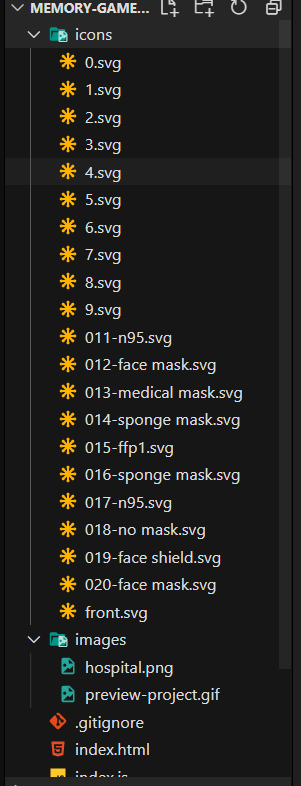 MEMORY-GAME...
icons
0.svg
1.svg
2.svg
3.svg
4.svg
5.svg
6.svg
7.svg
8.svg
9.svg
011-n95.svg
012-face mask.svg
013-medical mask.svg
014-sponge mask.svg
015-ffp1.svg
016-sponge mask.svg
017-n95.svg
018-no mask.svg
019-face shield.svg
020-face mask.svg
front.svg
images
hospital.png
preview-project.gif
.gitignore
index.html
index.js